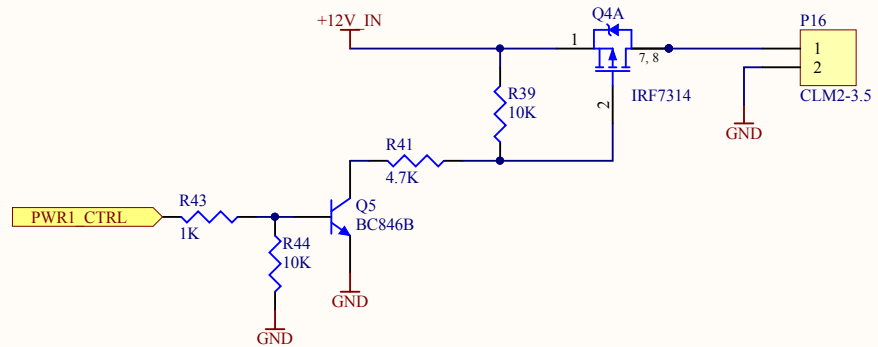 Q4A
+12V_IN
P16
1
7, 8
1
2
R39
10K
2
IRF7314
CLM2-3.5
GND
R41
4.7K
R43
1K
PWR1_CTRL
Q5
BC846B
R44
10K
GND
GND